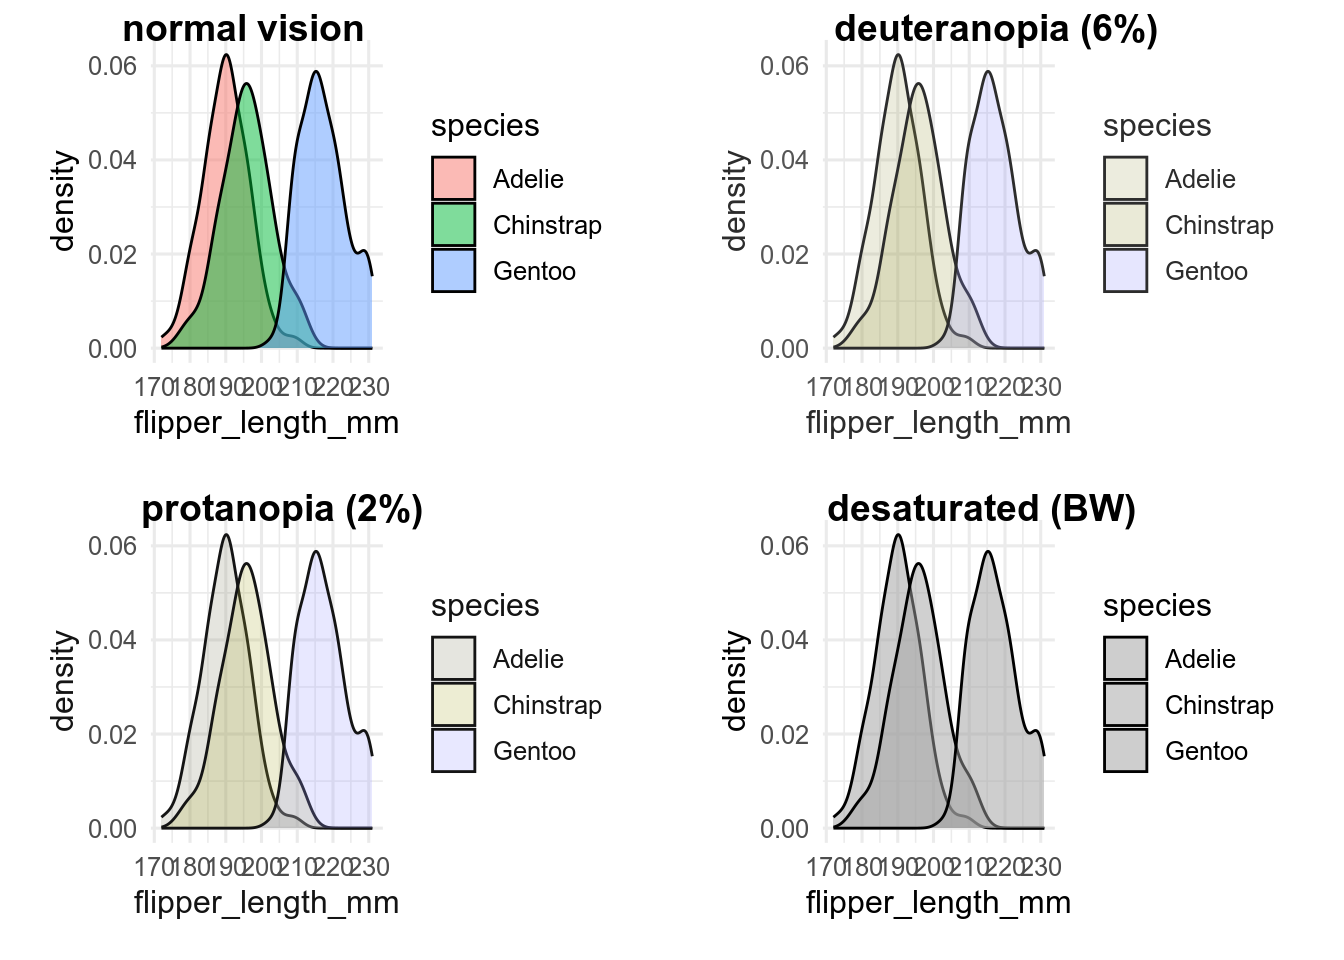 normal vision
0.06
0.04
0.02
0.00
density
170 180 190 200 210 220 230
flipper_length_mm
species
Adelie
Chinstrap
Gentoo
deuteranopia (6%)
0.06
0.04
0.02
0.00
density
170 180 190 200 210 220 230
flipper_length_mm
species
Adelie
Chinstrap
Gentoo
protanopia (2%)
0.06
0.04
0.02
0.00
density
170 180 190 200 210 220 230
flipper_length_mm
species
Adelie
Chinstrap
Gentoo
desaturated (BW)
0.06
0.04
0.02
0.00
density
170 180 190 200 210 220 230
flipper_length_mm
species
Adelie
Chinstrap
Gentoo